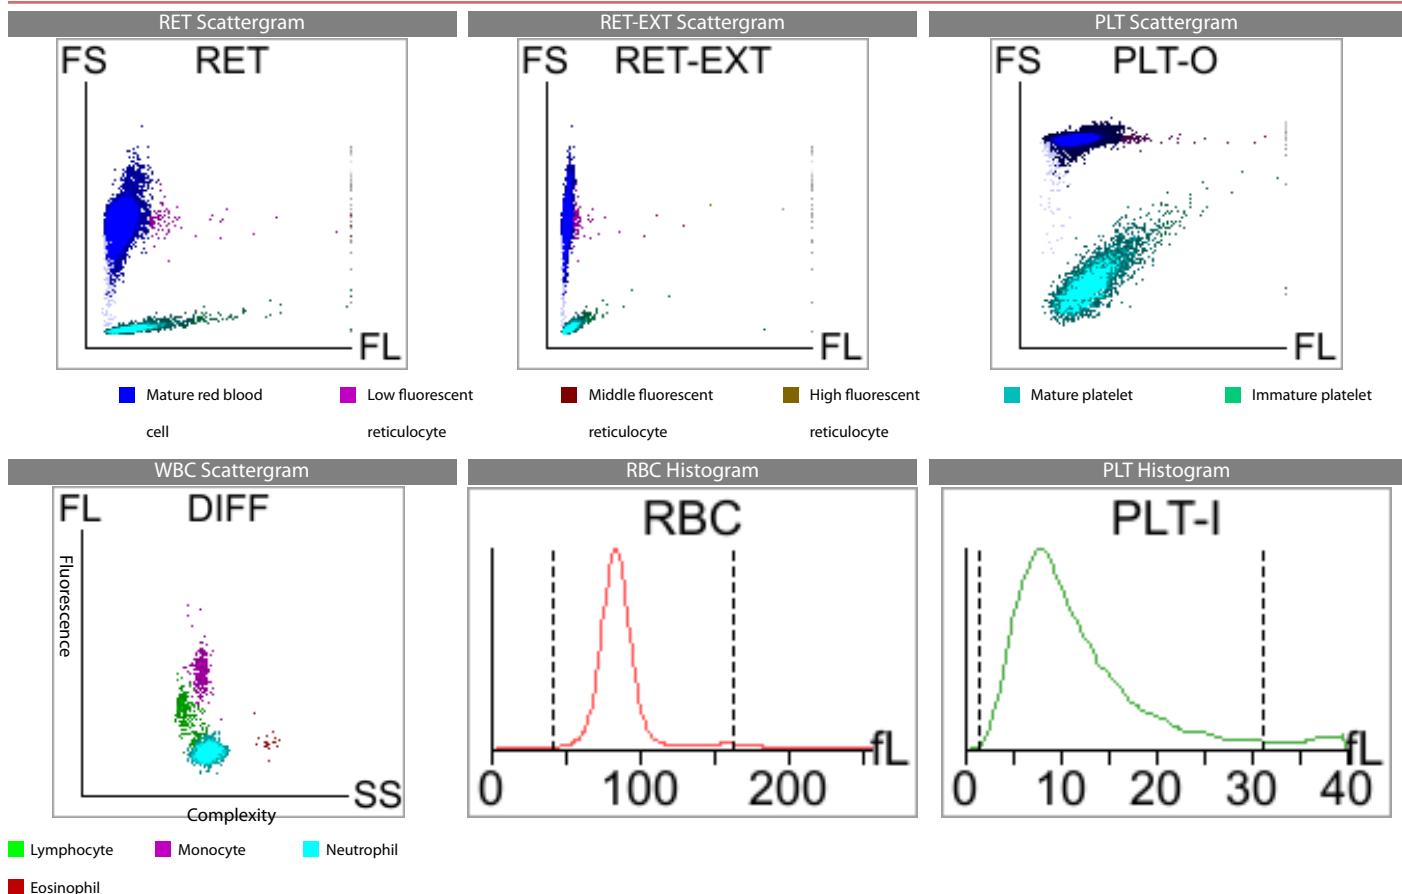 RET Scattergram
RET-EXT Scattergram
PLT Scattergram
FS RET
FL
FS RET-EXT
FL
FS PLT-O
FL
Mature red blood
cell
Low fluorescent
reticulocyte
Middle fluorescent
reticulocyte
High fluorescent
reticulocyte
Mature platelet
Immature platelet
WBC Scattergram
RBC Histogram
PLT Histogram
FL DIFF
Fluorescence
SS
Complexity
RBC
fL
0 100 200
PLT-I
fL
0 10 20 30 40
Lymphocyte
Monocyte
Neutrophil
Eosinophil